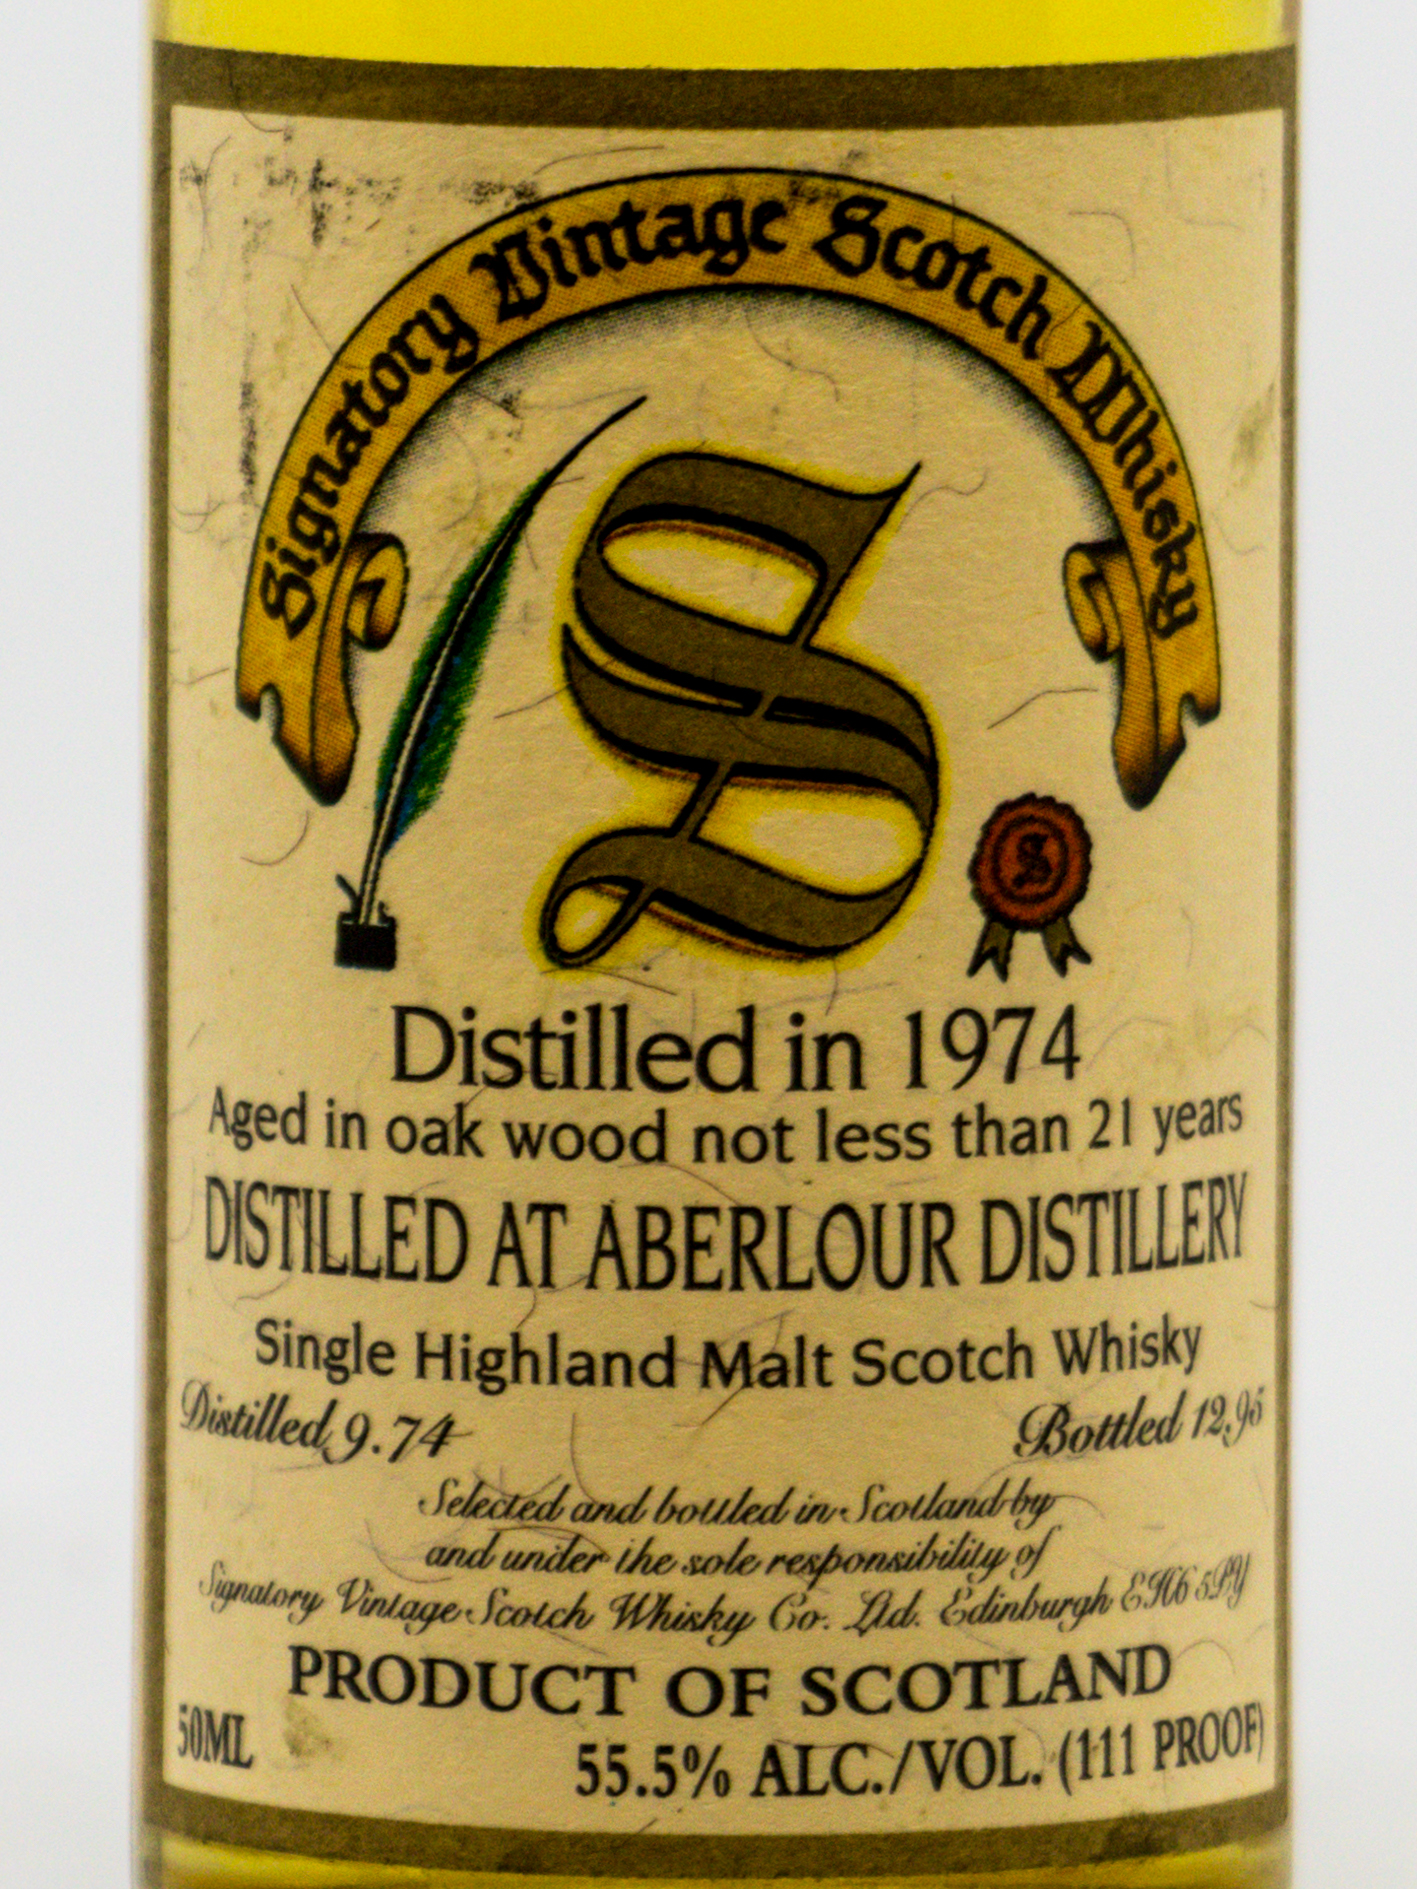 Signatory Vintage Scotch Whisky
S
S
Distilled in 1974
Aged in oak wood not less than 21 years
DISTILLED AT ABERLOUR DISTILLERY
Single Highland Malt Scotch Whisky
Distilled 9.74 Bottled 12.95
Selected and bottled in Scotland by
and under the sole responsibility of
Signatory Vintage Scotch Whisky Co. Ltd. Edinburgh EH6 5PY
PRODUCT OF SCOTLAND
50ML 55.5% ALC./VOL. (111 PROOF)